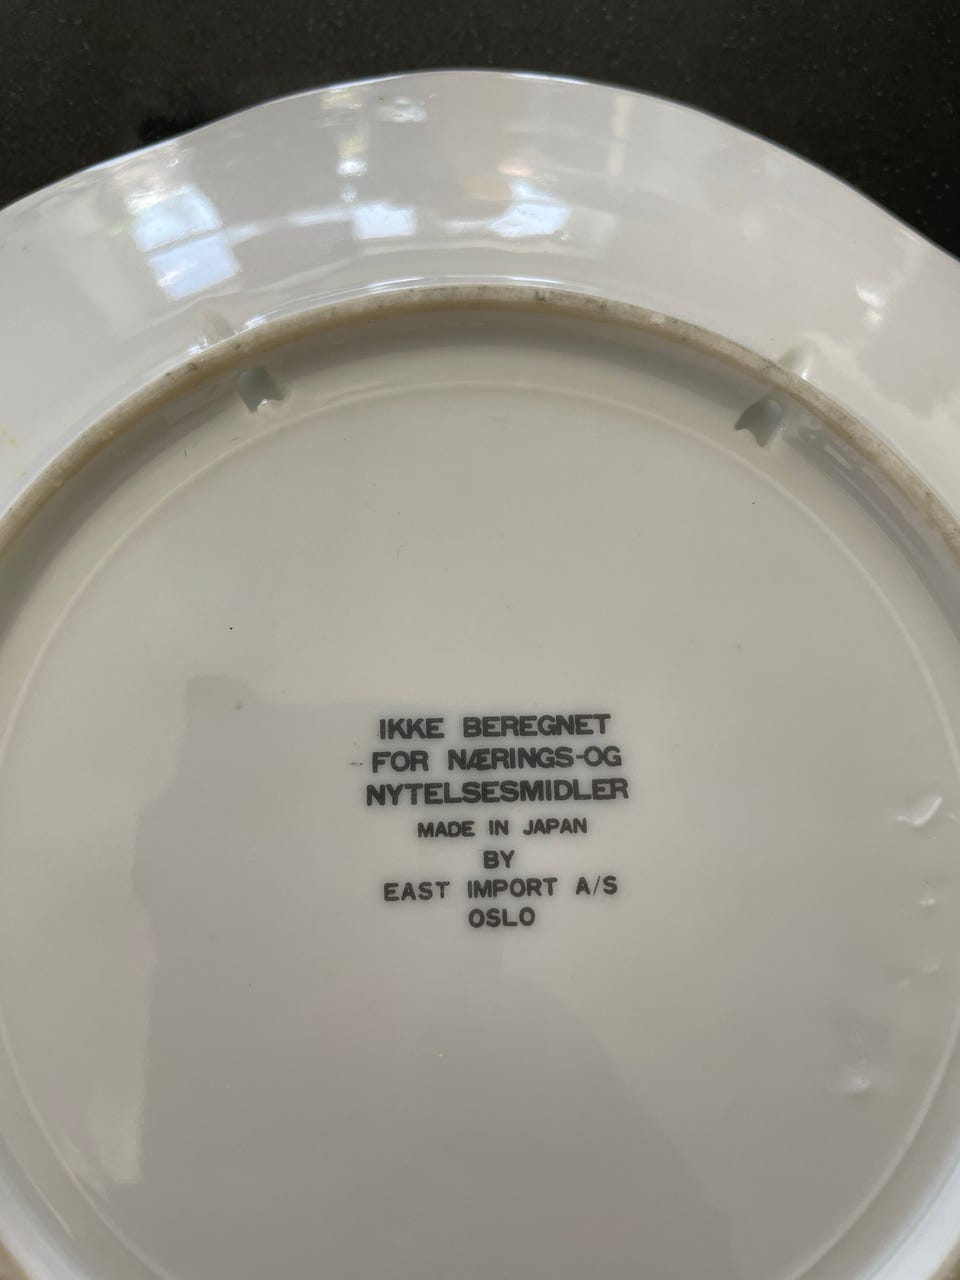 IKKE BEREGNET
FOR NÆRINGS-OG
NYTELSESMIDLER
MADE IN JAPAN
BY
EAST IMPORT A/S
OSLO